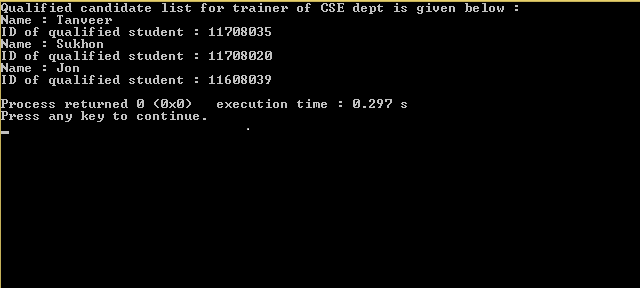 Qualified candidate list for trainer of CSE dept is given below :
Name : Tanveer
ID of qualified student : 11708035
Name : Sukhon
ID of qualified student : 11708020
Name : Jon
ID of qualified student : 11608039
Process returned 0 (0x0)   execution time : 0.297 s
Press any key to continue.